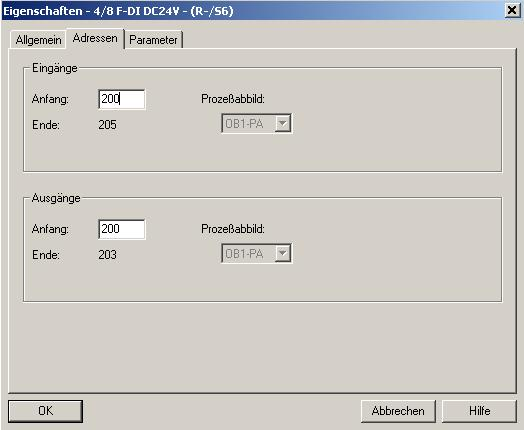 Eigenschaften - 4/8 F-DI DC24V - (R-/S6)
Allgemein Adressen Parameter
Eingänge
Anfang: 200 Prozeßabbild:
Ende: 205 OB1-PA
Ausgänge
Anfang: 200 Prozeßabbild:
Ende: 203 OB1-PA
OK Abbrechen Hilfe